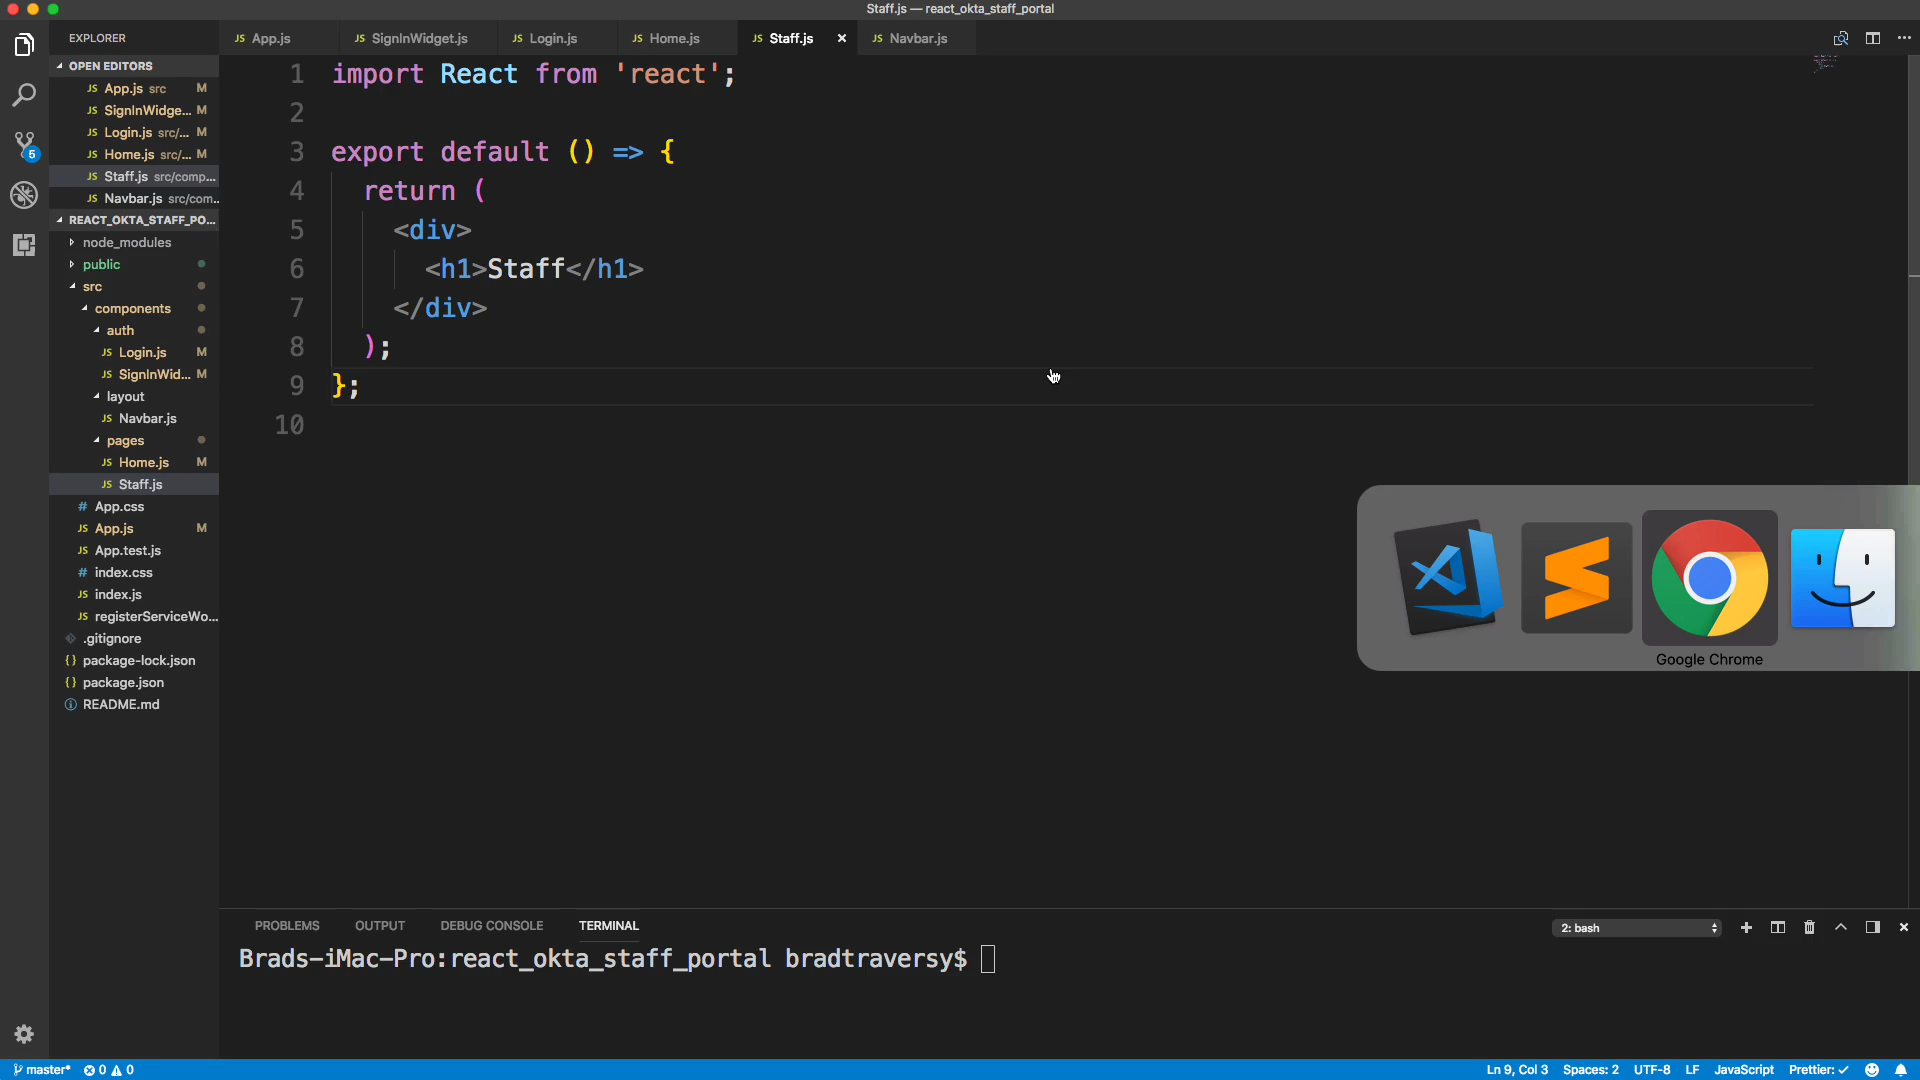 Staff.js — react_okta_staff_portal
EXPLORER
OPEN EDITORS
JS App.js src M
JS SignInWidge... M
JS Login.js src/... M
JS Home.js src/... M
JS Staff.js src/comp...
JS Navbar.js src/com...
REACT_OKTA_STAFF_PO...
node_modules
public
src
components
auth
JS Login.js M
JS SignInWid... M
layout
JS Navbar.js
pages
JS Home.js M
JS Staff.js
# App.css
JS App.js M
JS App.test.js
# index.css
JS index.js
JS registerServiceWo...
.gitignore
{} package-lock.json
{} package.json
README.md
5
JS App.js JS SignInWidget.js JS Login.js JS Home.js JS Staff.js × JS Navbar.js
1 import React from 'react';
2
3 export default () => {
4 return (
5 <div>
6 <h1>Staff</h1>
7 </div>
8 );
9 };
10
Google Chrome
PROBLEMS OUTPUT DEBUG CONSOLE TERMINAL
2: bash
Brads-iMac-Pro:react_okta_staff_portal bradtraversy$
master* 0 0
Ln 9, Col 3 Spaces: 2 UTF-8 LF JavaScript Prettier: ✓